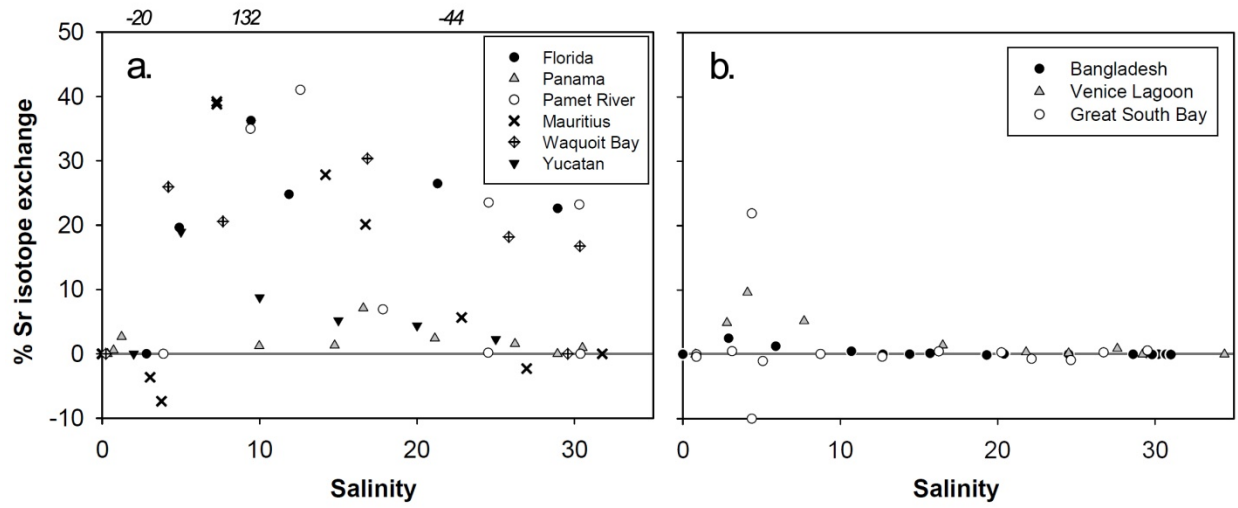 -20 132 -44
50
40
30
20
10
0
-10
% Sr isotope exchange
a.
Florida
Panama
Pamet River
Mauritius
Waquoit Bay
Yucatan
0 10 20 30
Salinity
b.
Bangladesh
Venice Lagoon
Great South Bay
0 10 20 30
Salinity